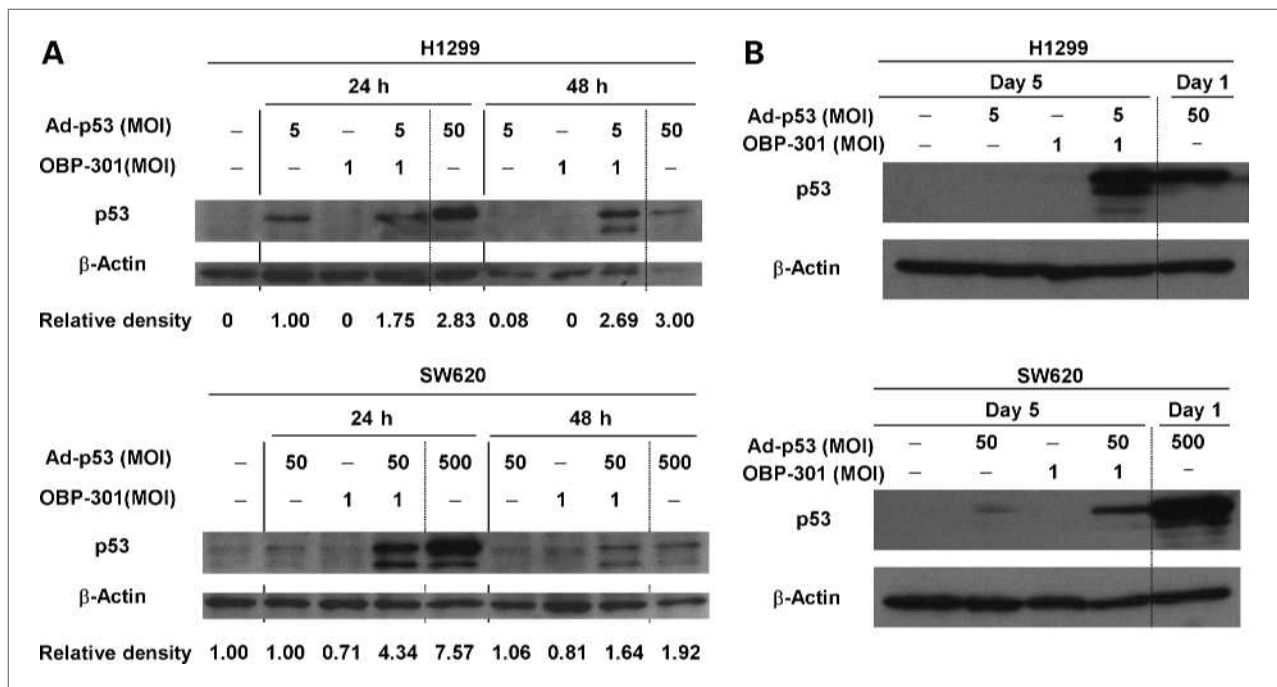 A
H1299
24 h 48 h
Ad-p53 (MOI) – 5 – 5 50 5 – 5 50
OBP-301(MOI) – – 1 1 – – 1 1 –
p53
β-Actin
Relative density 0 1.00 0 1.75 2.83 0.08 0 2.69 3.00
SW620
24 h 48 h
Ad-p53 (MOI) – 50 – 50 500 50 – 50 500
OBP-301(MOI) – – 1 1 – – 1 1 –
p53
β-Actin
Relative density 1.00 1.00 0.71 4.34 7.57 1.06 0.81 1.64 1.92
B
H1299
Day 5 Day 1
Ad-p53 (MOI) – 5 – 5 50
OBP-301 (MOI) – – 1 1 –
p53
β-Actin
SW620
Day 5 Day 1
Ad-p53 (MOI) – 50 – 50 500
OBP-301 (MOI) – – 1 1 –
p53
β-Actin